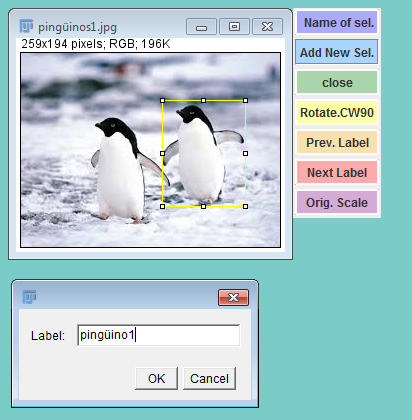 pingüinos1.jpg
259x194 pixels; RGB; 196K
Name of sel.
Add New Sel.
close
Rotate.CW90
Prev. Label
Next Label
Orig. Scale
Label: pingüino1
OK Cancel